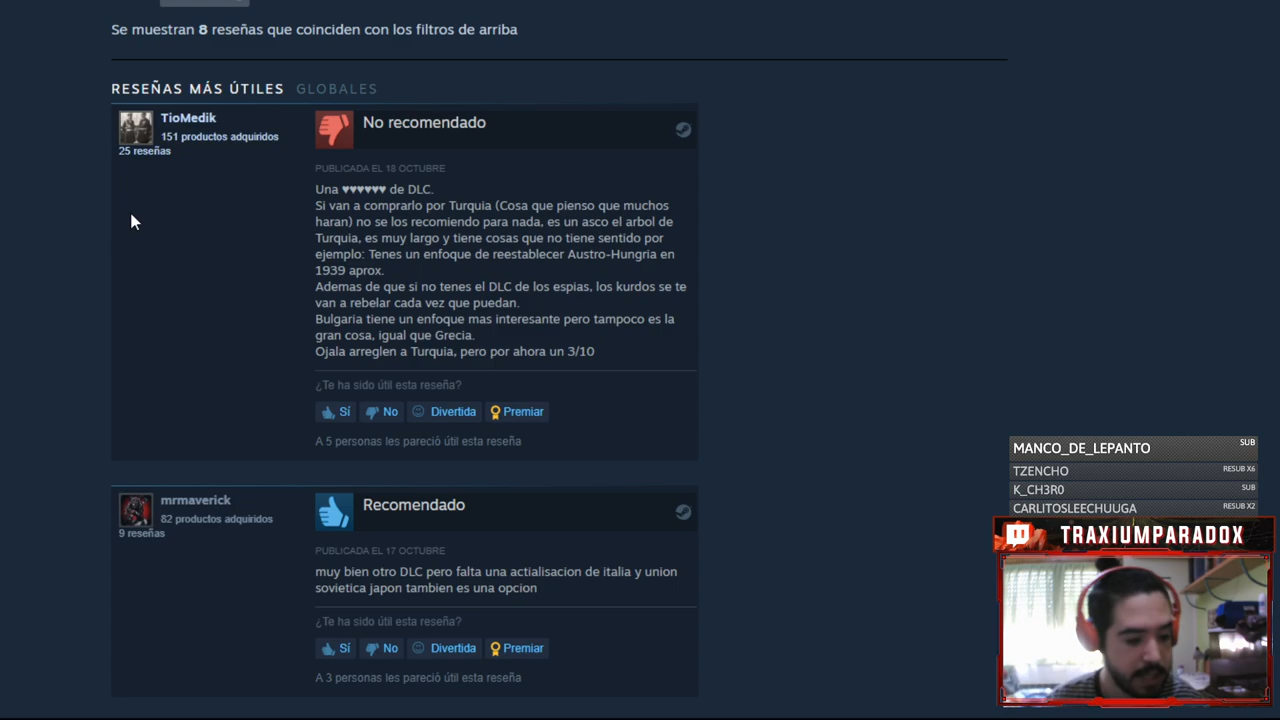 Se muestran 8 reseñas que coinciden con los filtros de arriba
RESEÑAS MÁS ÚTILES GLOBALES
TioMedik
151 productos adquiridos
25 reseñas
No recomendado
PUBLICADA EL 18 OCTUBRE
Una ♥♥♥♥♥♥ de DLC.
Si van a comprarlo por Turquia (Cosa que pienso que muchos
haran) no se los recomiendo para nada, es un asco el arbol de
Turquia, es muy largo y tiene cosas que no tiene sentido por
ejemplo: Tenes un enfoque de reestablecer Austro-Hungria en
1939 aprox.
Ademas de que si no tenes el DLC de los espias, los kurdos se te
van a rebelar cada vez que puedan.
Bulgaria tiene un enfoque mas interesante pero tampoco es la
gran cosa, igual que Grecia.
Ojala arreglen a Turquia, pero por ahora un 3/10
¿Te ha sido útil esta reseña?
Sí No Divertida Premiar
A 5 personas les pareció útil esta reseña
mrmaverick
82 productos adquiridos
9 reseñas
Recomendado
PUBLICADA EL 17 OCTUBRE
muy bien otro DLC pero falta una actialisacion de italia y union
sovietica japon tambien es una opcion
¿Te ha sido útil esta reseña?
Sí No Divertida Premiar
A 3 personas les pareció útil esta reseña
MANCO_DE_LEPANTO SUB
TZENCHO RESUB X6
K_CH3R0 SUB
CARLITOSLEECHUUGA RESUB X2
TRAXIUMPARADOX